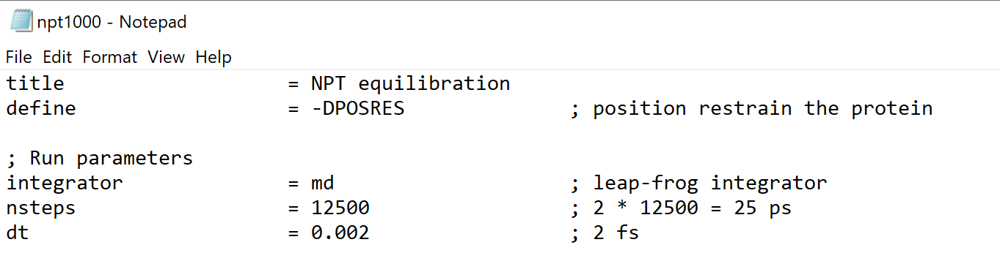 npt1000 - Notepad
File Edit Format View Help
title = NPT equilibration
define = -DPOSRES ; position restrain the protein
; Run parameters
integrator = md ; leap-frog integrator
nsteps = 12500 ; 2 * 12500 = 25 ps
dt = 0.002 ; 2 fs